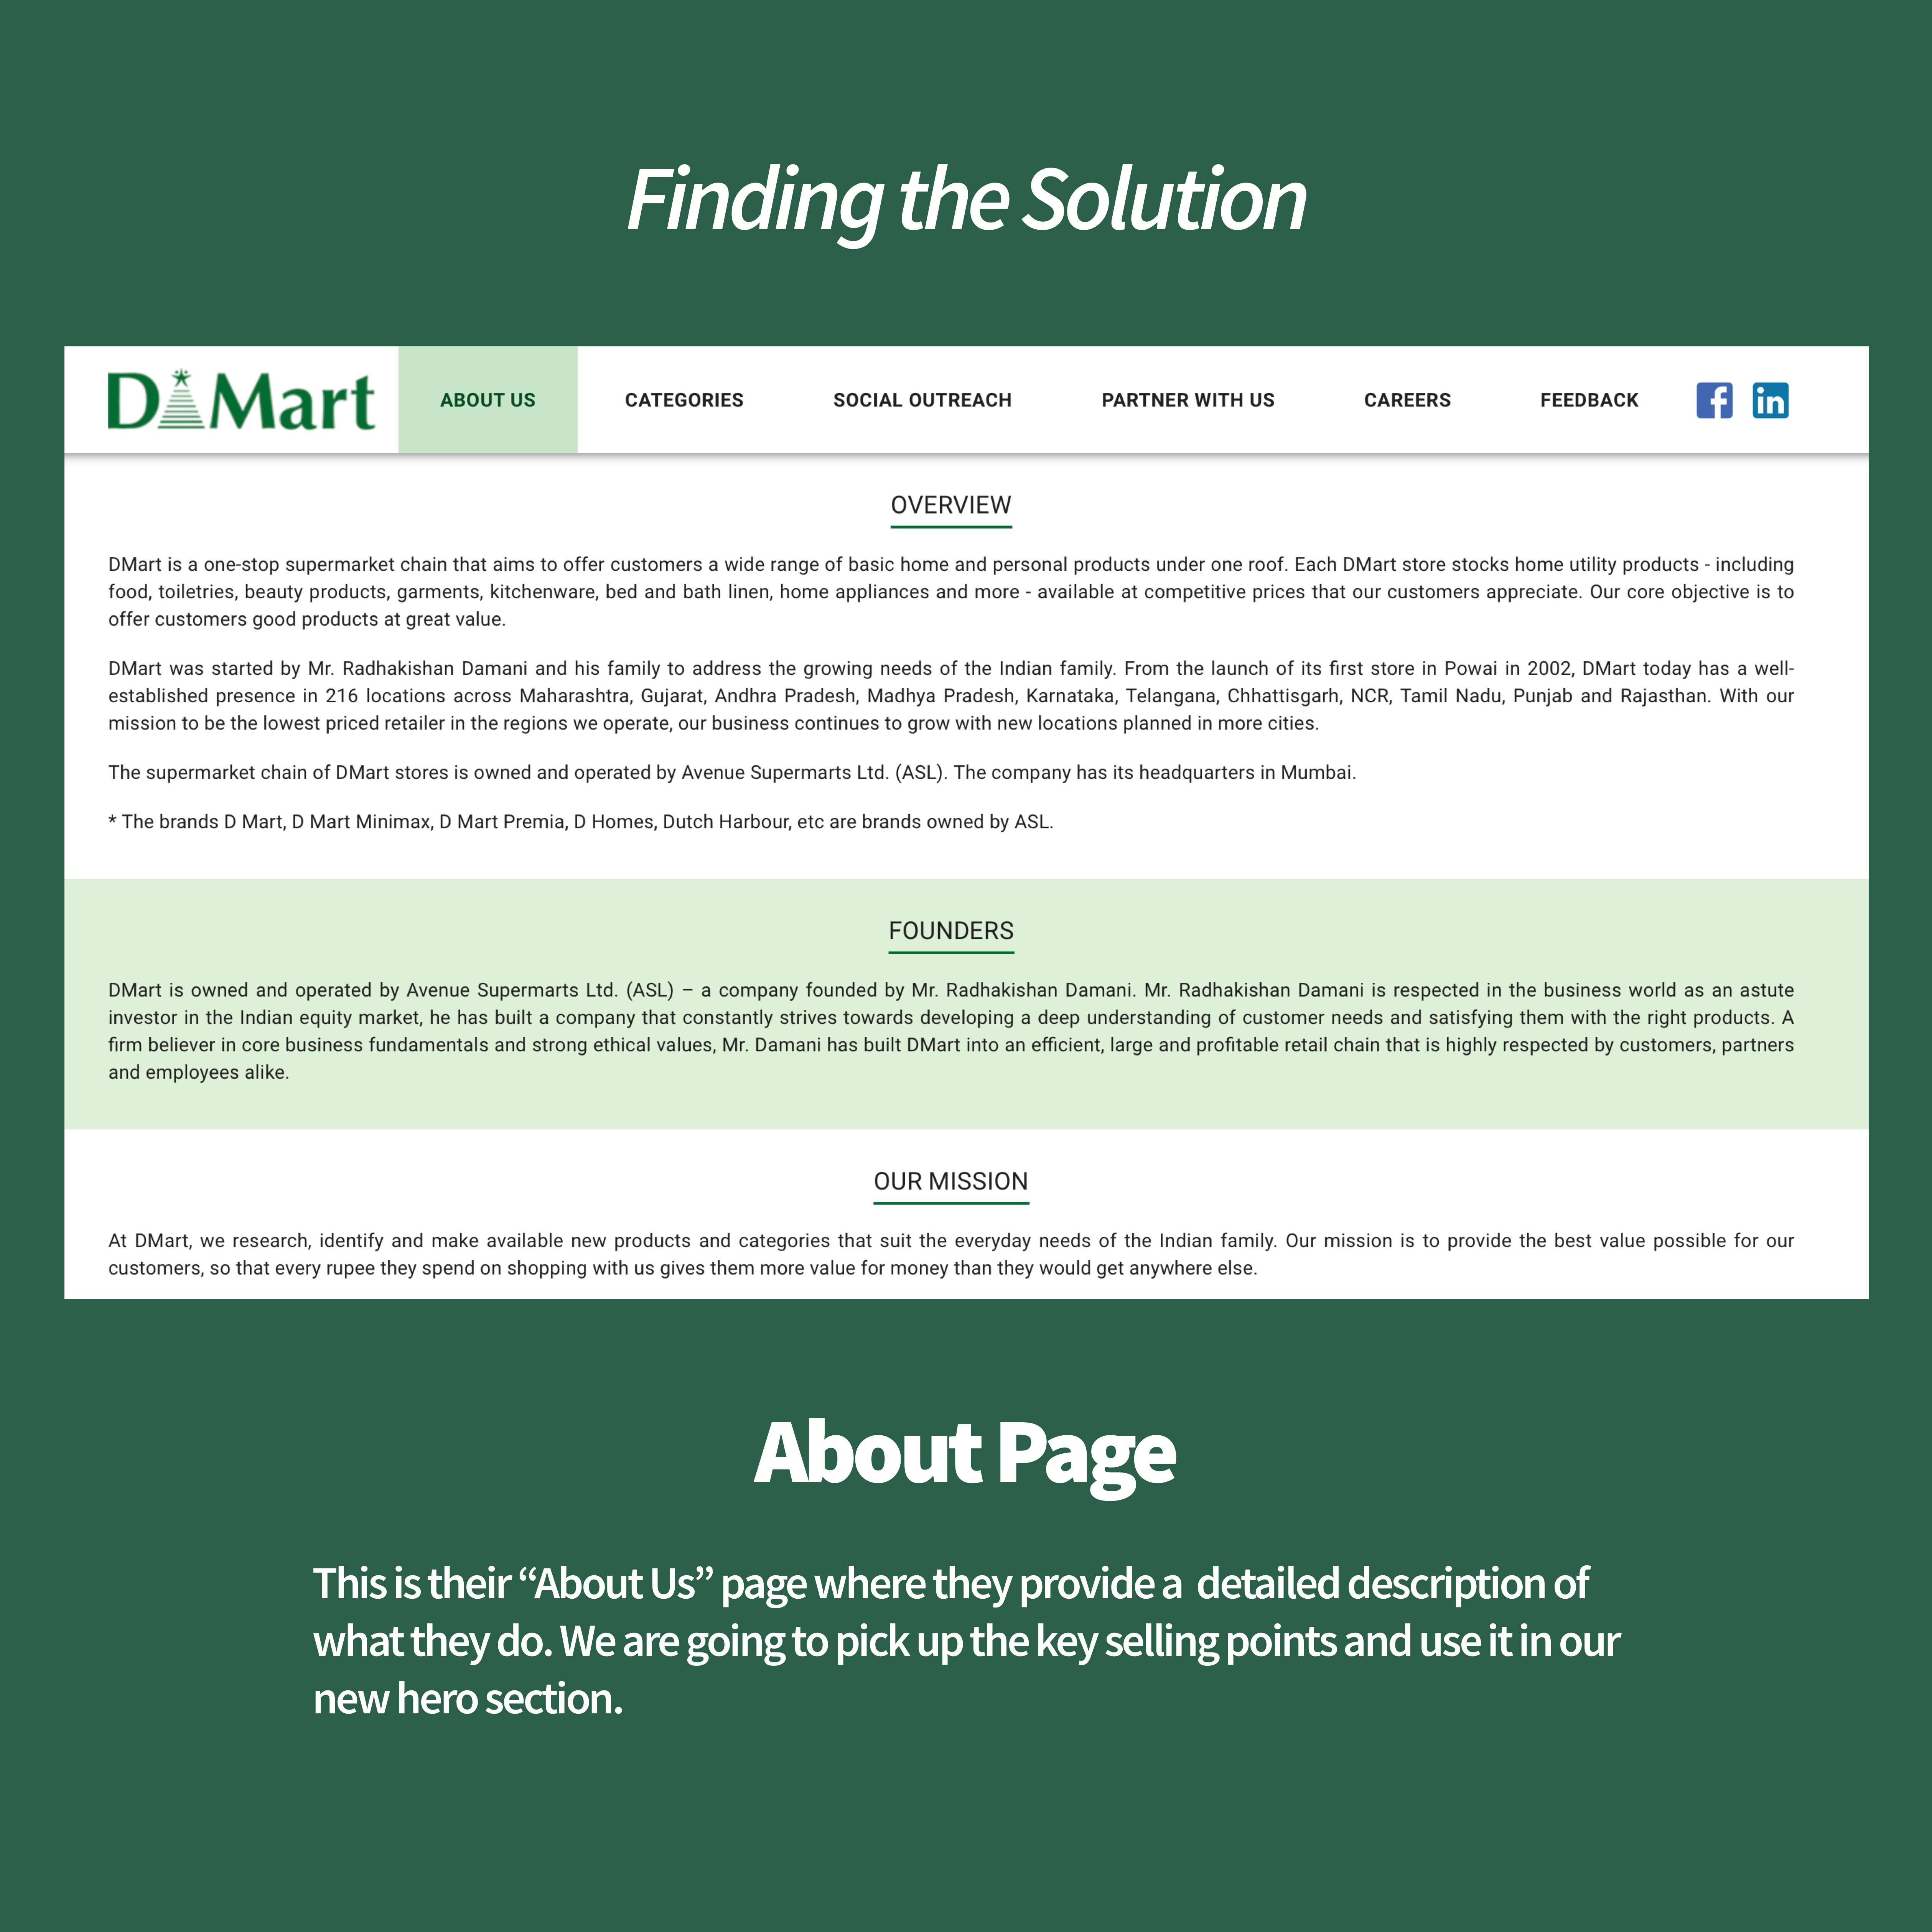 Finding the Solution
D Mart
ABOUT US
CATEGORIES
SOCIAL OUTREACH
PARTNER WITH US
CAREERS
FEEDBACK
f
in
OVERVIEW
DMart is a one-stop supermarket chain that aims to offer customers a wide range of basic home and personal products under one roof. Each DMart store stocks home utility products - including
food, toiletries, beauty products, garments, kitchenware, bed and bath linen, home appliances and more - available at competitive prices that our customers appreciate. Our core objective is to
offer customers good products at great value.
DMart was started by Mr. Radhakishan Damani and his family to address the growing needs of the Indian family. From the launch of its first store in Powai in 2002, DMart today has a well-
established presence in 216 locations across Maharashtra, Gujarat, Andhra Pradesh, Madhya Pradesh, Karnataka, Telangana, Chhattisgarh, NCR, Tamil Nadu, Punjab and Rajasthan. With our
mission to be the lowest priced retailer in the regions we operate, our business continues to grow with new locations planned in more cities.
The supermarket chain of DMart stores is owned and operated by Avenue Supermarts Ltd. (ASL). The company has its headquarters in Mumbai.
* The brands D Mart, D Mart Minimax, D Mart Premia, D Homes, Dutch Harbour, etc are brands owned by ASL.
FOUNDERS
DMart is owned and operated by Avenue Supermarts Ltd. (ASL) – a company founded by Mr. Radhakishan Damani. Mr. Radhakishan Damani is respected in the business world as an astute
investor in the Indian equity market, he has built a company that constantly strives towards developing a deep understanding of customer needs and satisfying them with the right products. A
firm believer in core business fundamentals and strong ethical values, Mr. Damani has built DMart into an efficient, large and profitable retail chain that is highly respected by customers, partners
and employees alike.
OUR MISSION
At DMart, we research, identify and make available new products and categories that suit the everyday needs of the Indian family. Our mission is to provide the best value possible for our
customers, so that every rupee they spend on shopping with us gives them more value for money than they would get anywhere else.
About Page
This is their “About Us” page where they provide a  detailed description of
what they do. We are going to pick up the key selling points and use it in our
new hero section.